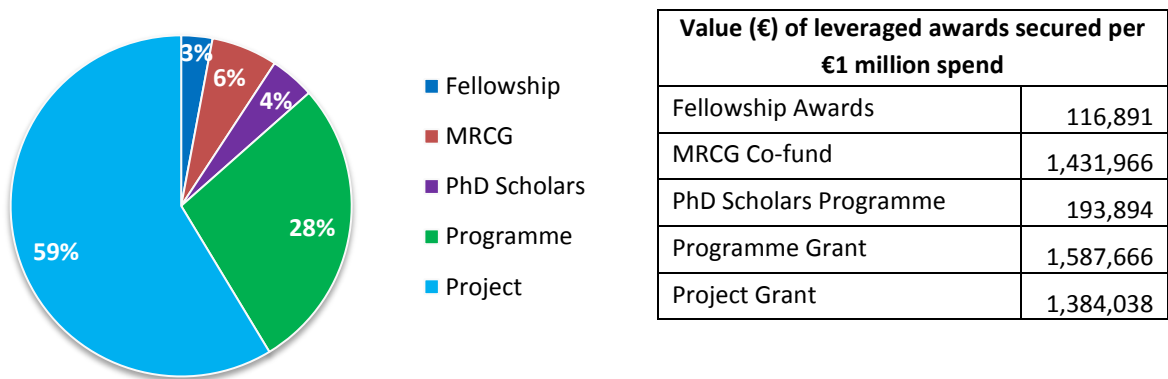 3%
6%
4%
28%
59%
Fellowship
MRCG
PhD Scholars
Programme
Project
Value (€) of leveraged awards secured per
€1 million spend
Fellowship Awards 116,891
MRCG Co-fund 1,431,966
PhD Scholars Programme 193,894
Programme Grant 1,587,666
Project Grant 1,384,038